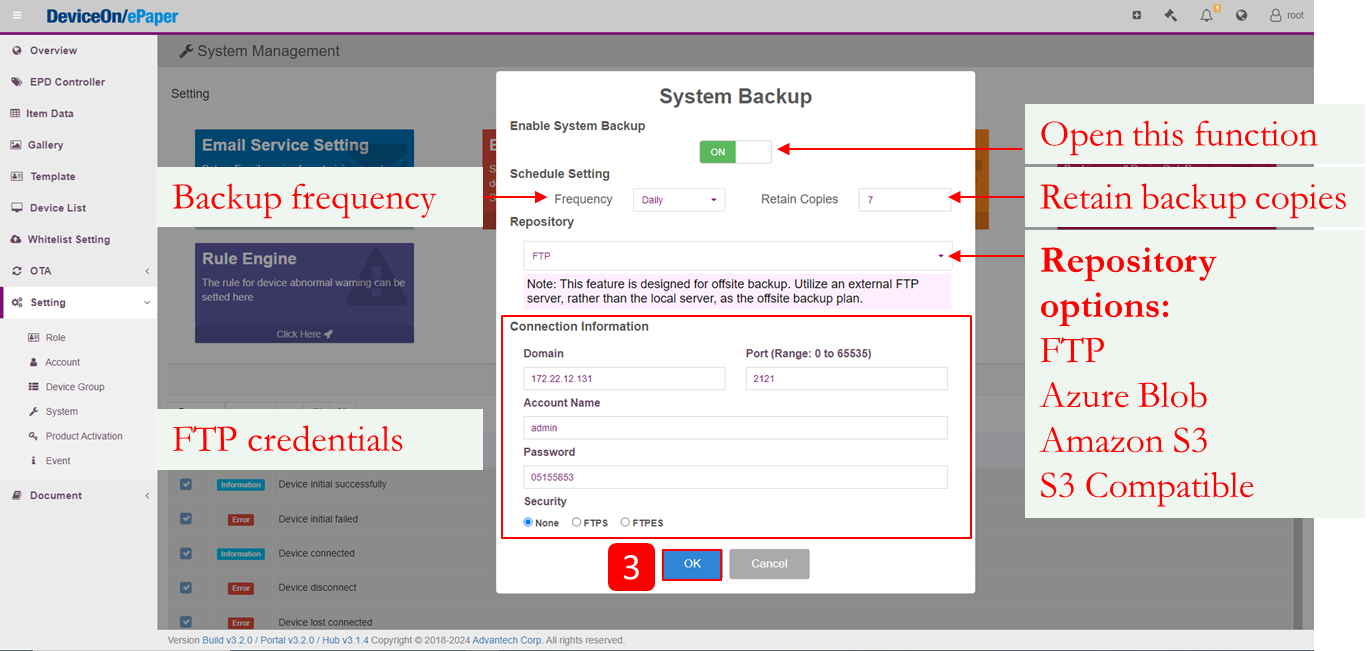 DeviceOn/ePaper
1
root
Overview
EPD Controller
Item Data
Gallery
Template
Device List
Whitelist Setting
OTA
Setting
Role
Account
Device Group
System
Product Activation
Event
Document
System Management
Setting
Email Service Setting
Rule Engine
The rule for device abnormal warning can be
setted here
Click Here
Information
Device initial successfully
Error
Device initial failed
Information
Device connected
Error
Device disconnect
Error
Device lost connected
System Backup
Enable System Backup
ON
Schedule Setting
Frequency
Daily
Retain Copies
7
Repository
FTP
Note: This feature is designed for offsite backup. Utilize an external FTP
server, rather than the local server, as the offsite backup plan.
Connection Information
Domain
Port (Range: 0 to 65535)
172.22.12.131
2121
Account Name
admin
Password
05155853
Security
None
FTPS
FTPES
3
OK
Cancel
Backup frequency
FTP credentials
Open this function
Retain backup copies
Repository
options:
FTP
Azure Blob
Amazon S3
S3 Compatible
Version Build v3.2.0 / Portal v3.2.0 / Hub v3.1.4 Copyright © 2018-2024 Advantech Corp. All rights reserved.